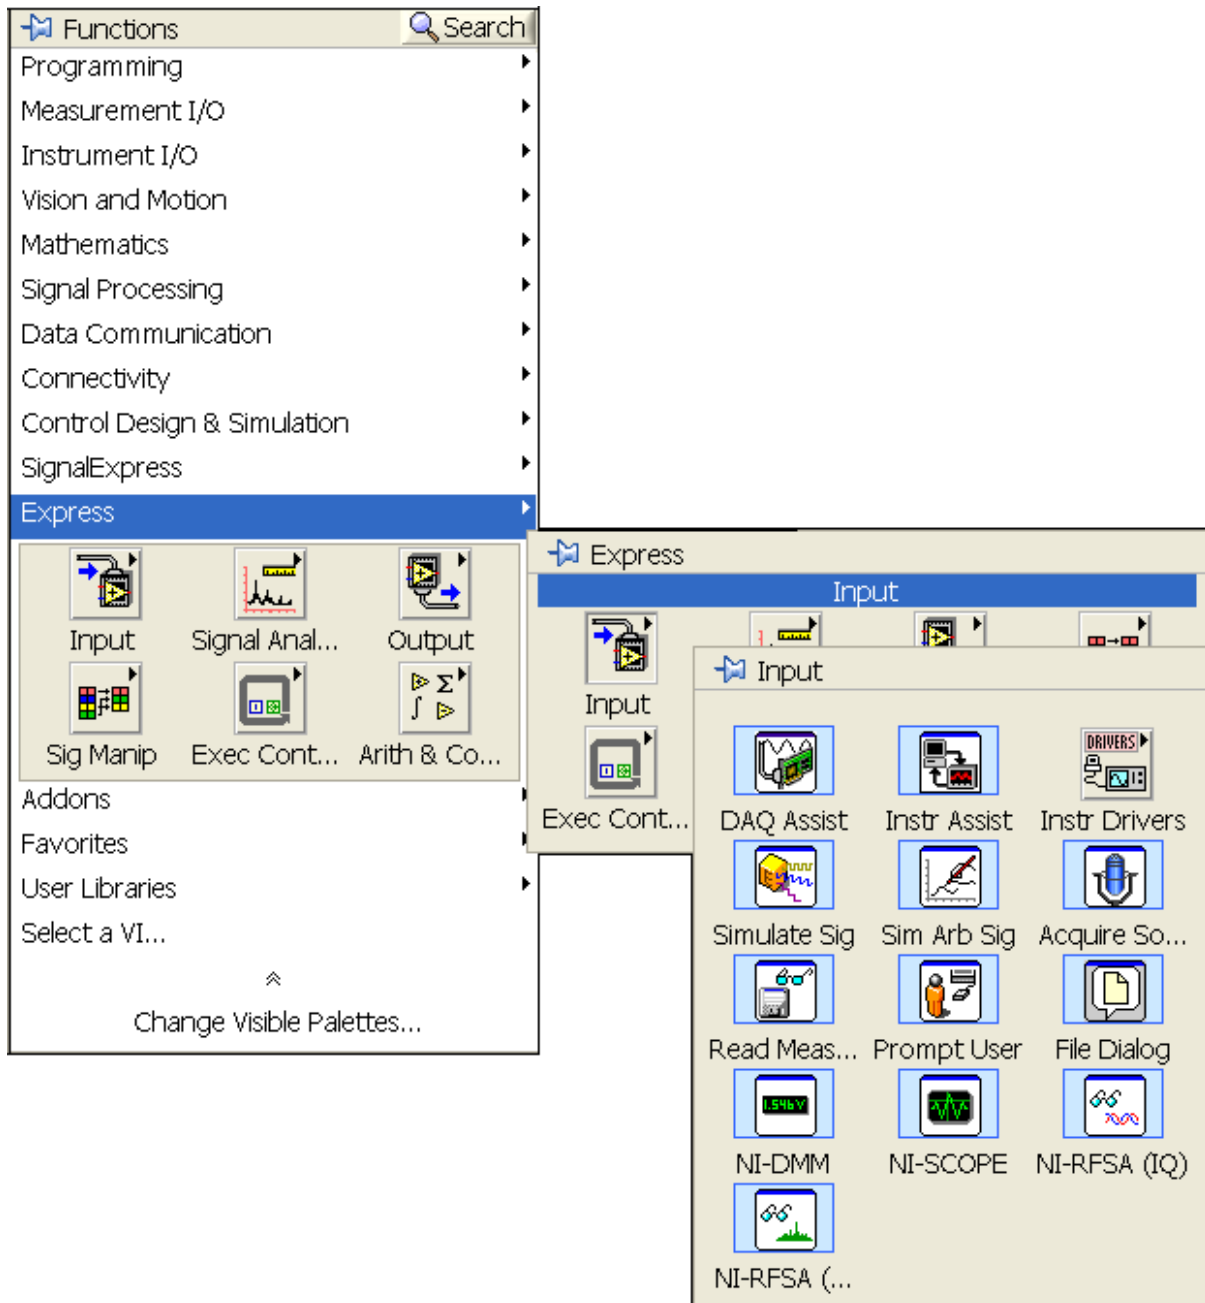 Functions
Search
Programming
Measurement I/O
Instrument I/O
Vision and Motion
Mathematics
Signal Processing
Data Communication
Connectivity
Control Design & Simulation
SignalExpress
Express
Input
Signal Anal...
Output
Sig Manip
Exec Cont...
Arith & Co...
Addons
Favorites
User Libraries
Select a VI...
Change Visible Palettes...
Express
Input
Input
Exec Cont...
Input
DRIVERS
DAQ Assist
Instr Assist
Instr Drivers
Simulate Sig
Sim Arb Sig
Acquire So...
Read Meas...
Prompt User
File Dialog
1.546V
NI-DMM
NI-SCOPE
NI-RFSA (IQ)
NI-RFSA (...